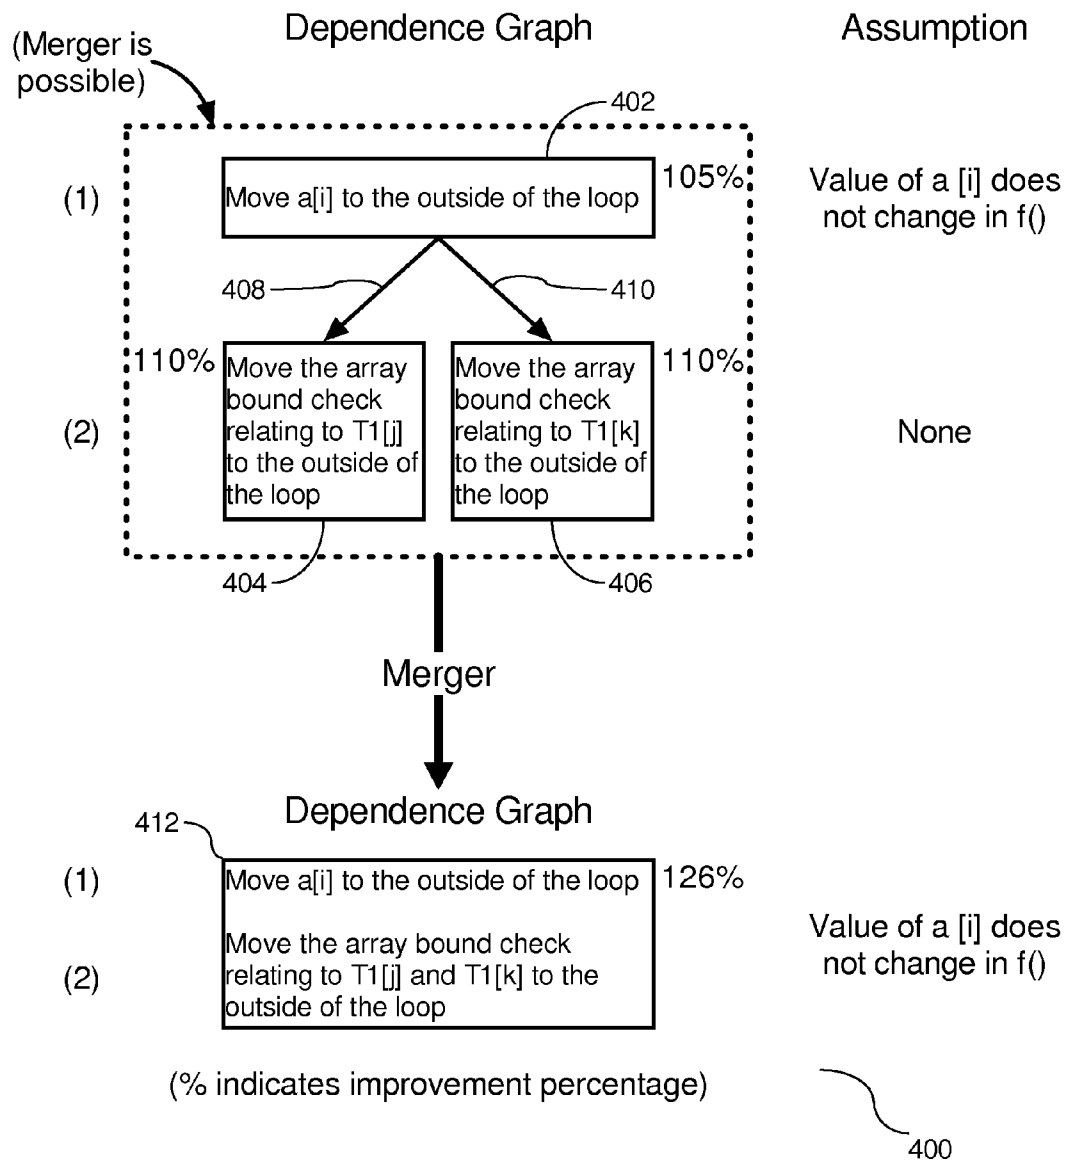 Dependence Graph
Assumption
(Merger is
possible)
402
(1)
Move a[i] to the outside of the loop
105%
Value of a [i] does
not change in f()
408
410
110%
110%
(2)
Move the array
bound check
relating to T1[j]
to the outside of
the loop
Move the array
bound check
relating to T1[k]
to the outside of
the loop
None
404
406
Merger
Dependence Graph
412
(1)
Move a[i] to the outside of the loop
126%
(2)
Move the array bound check
relating to T1[j] and T1[k] to the
outside of the loop
Value of a [i] does
not change in f()
(% indicates improvement percentage)
400